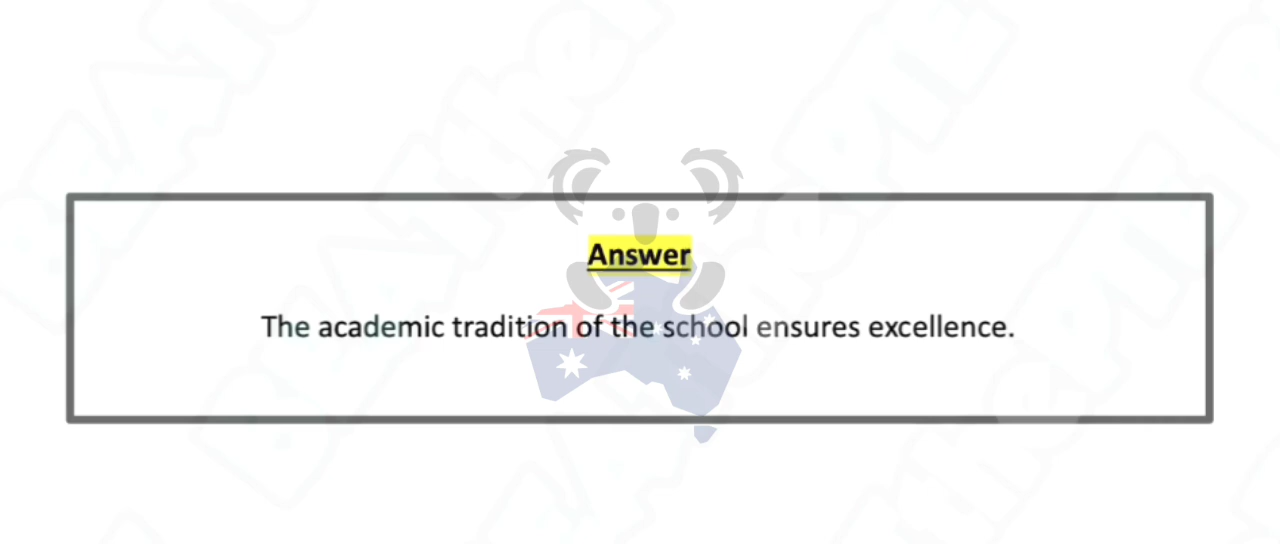 Answer
The academic tradition of the school ensures excellence.